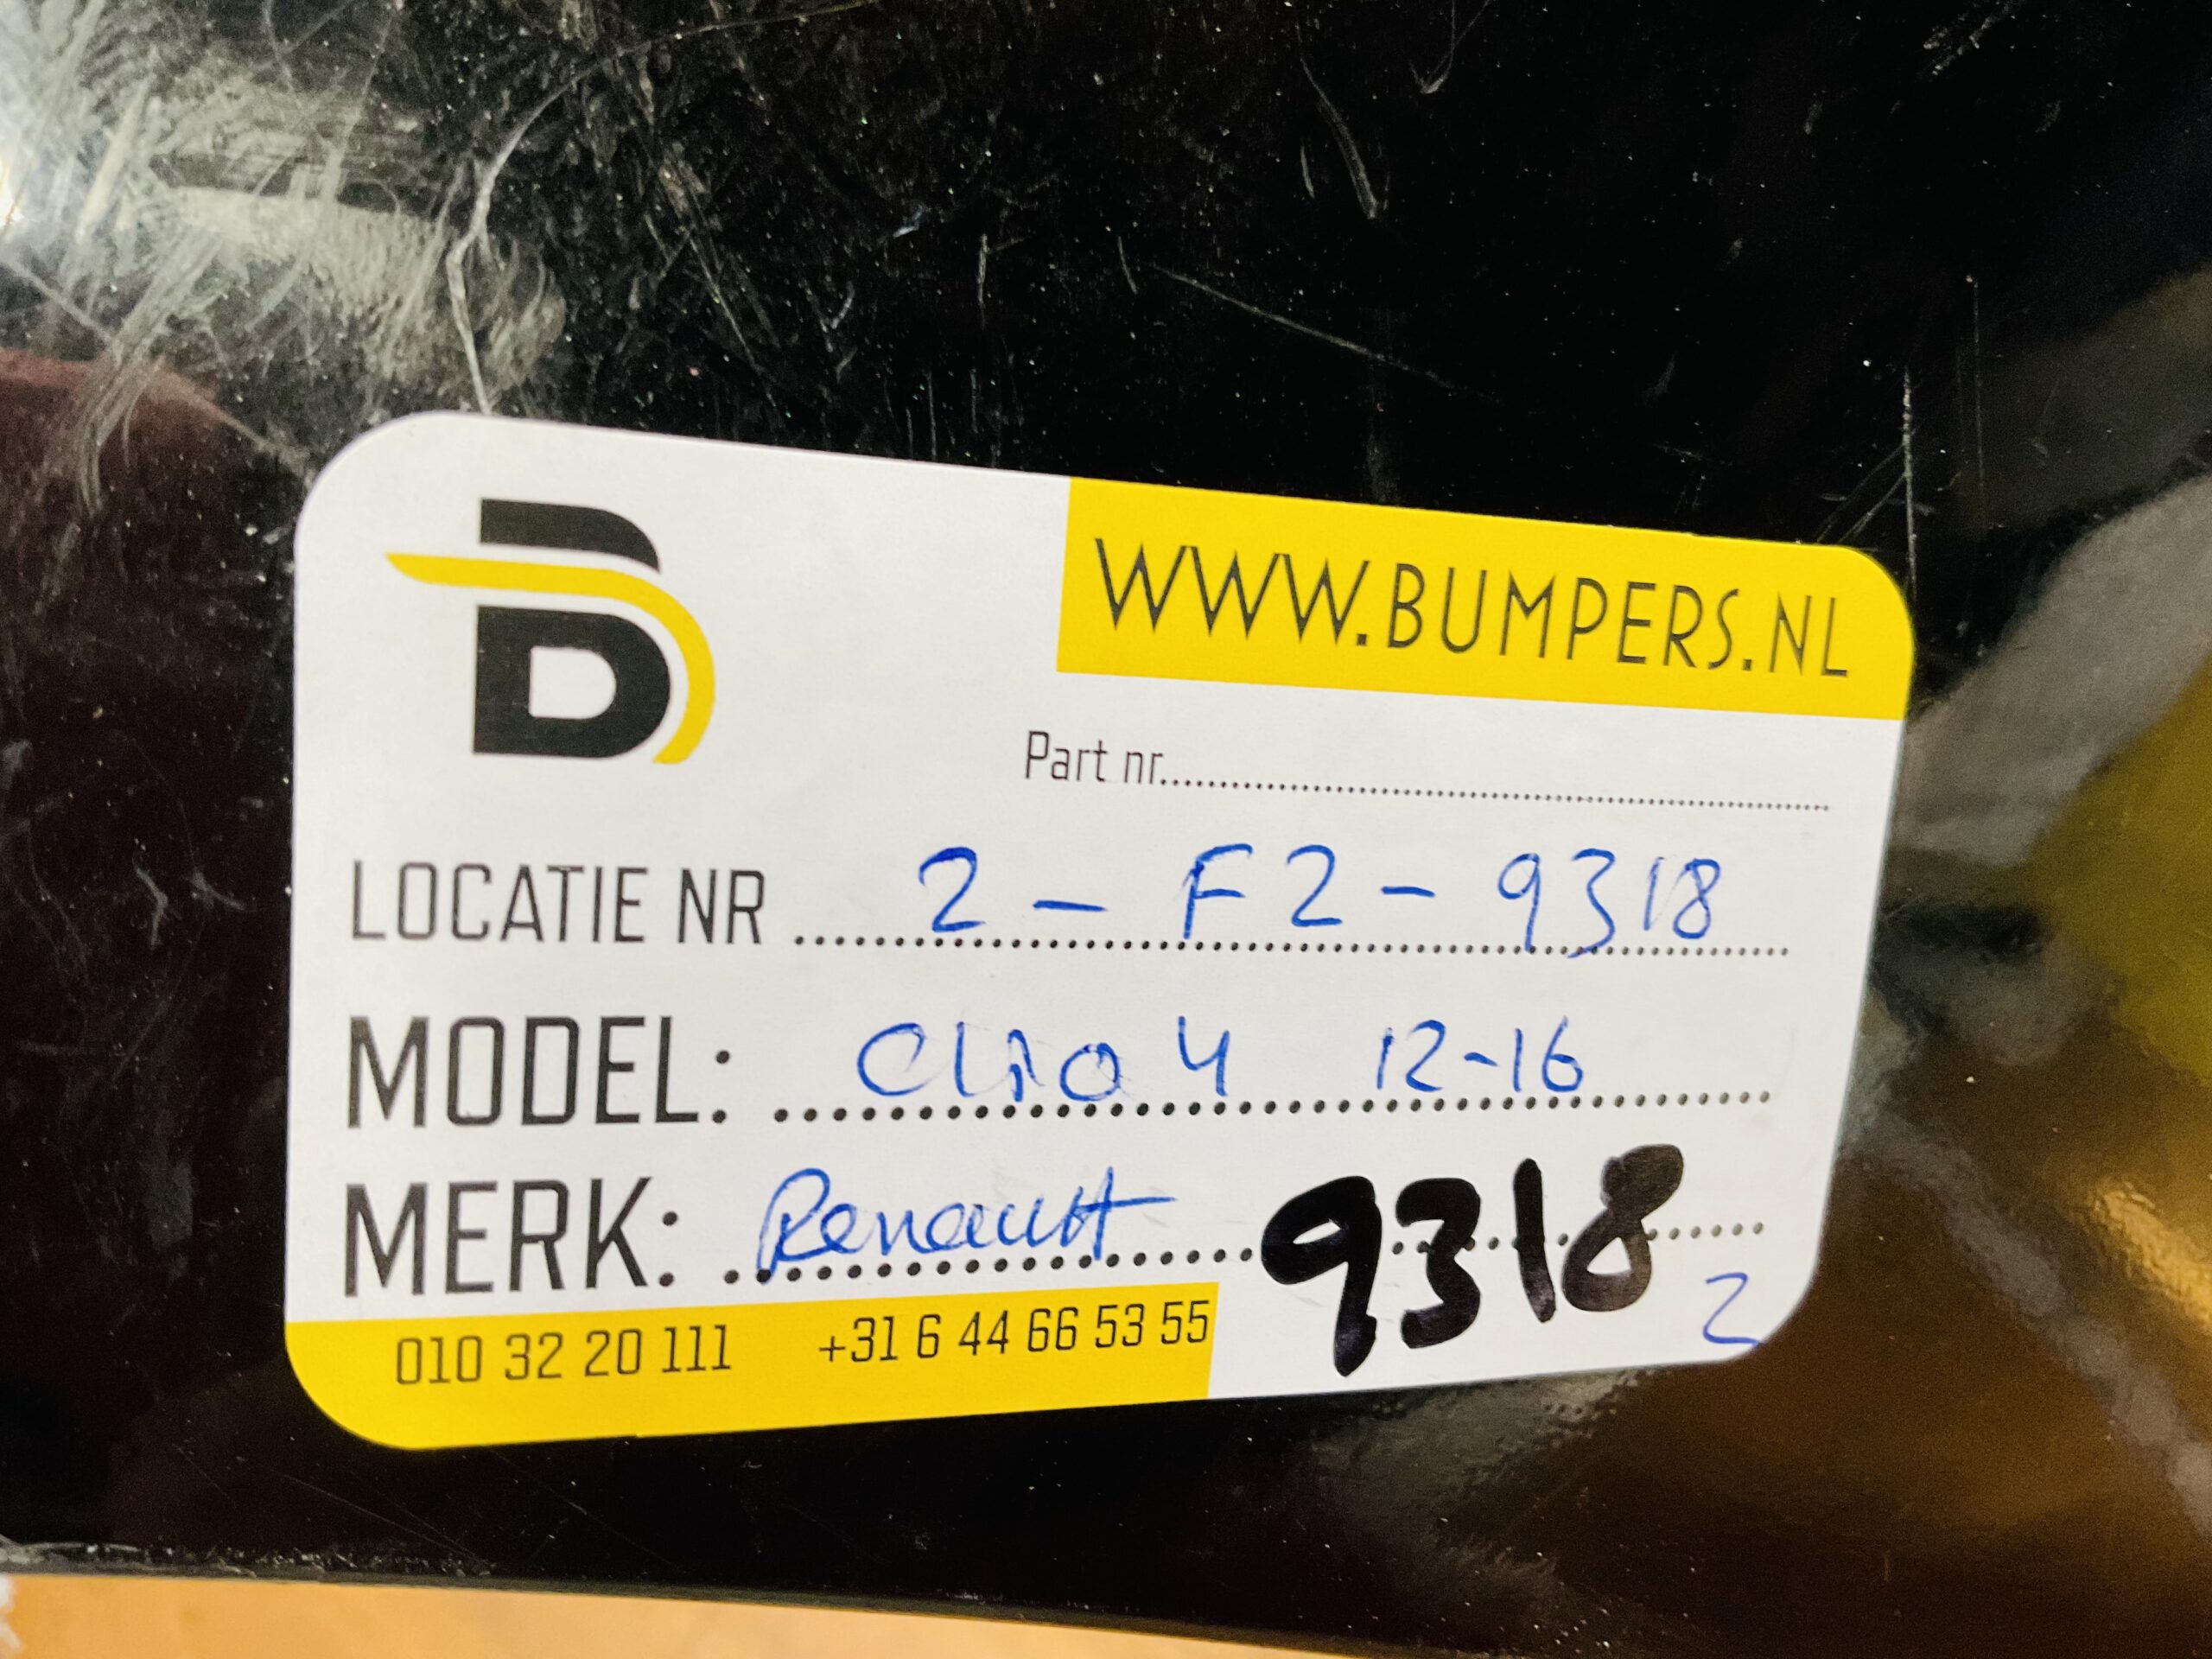 B
WWW.BUMPERS.NL
Part nr.
LOCATIE NR 2 - F2 - 9318
MODEL: Clio 4 12-16
MERK: Renault 9318
2
010 32 20 111 +31 6 44 66 53 55